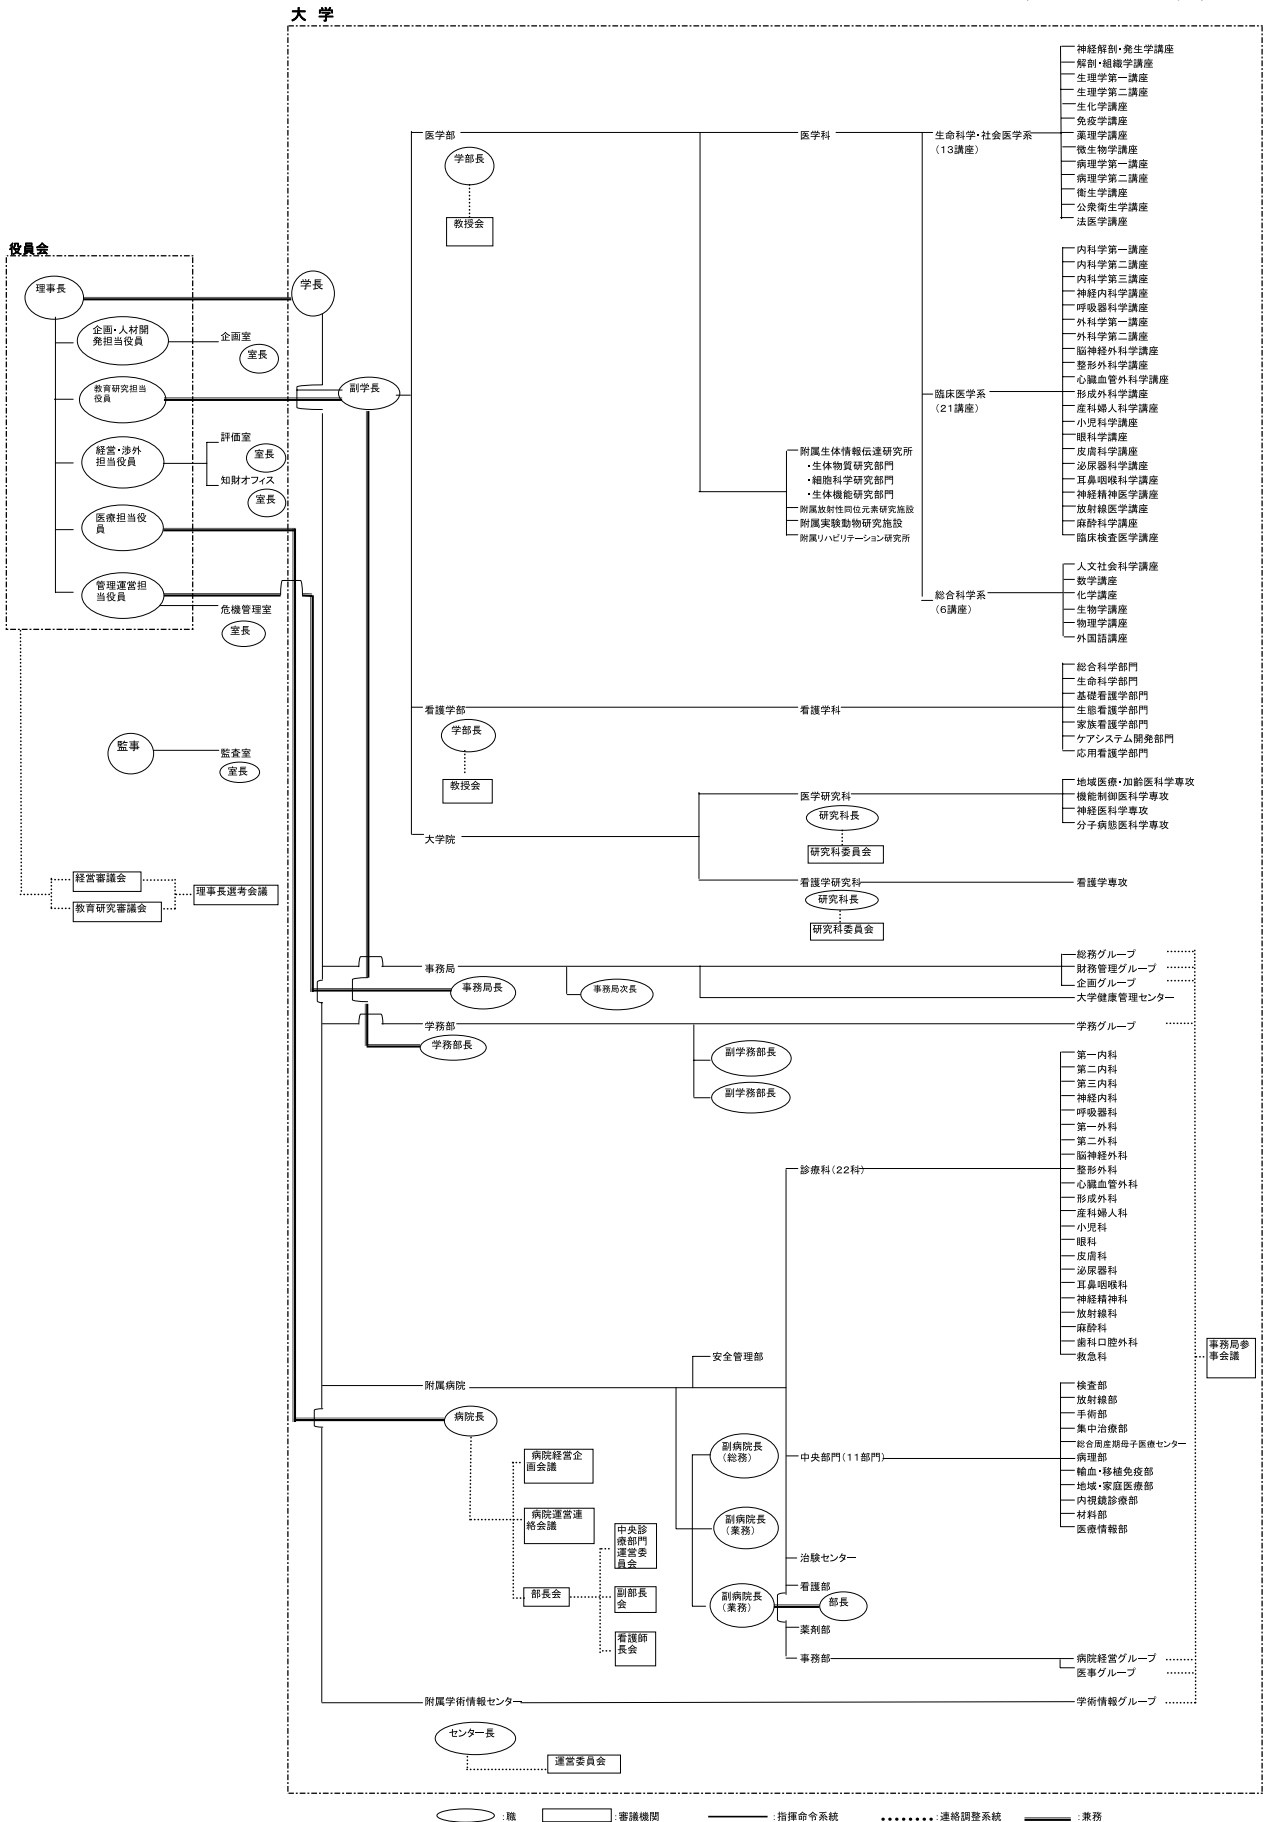 大 学
神経解剖・発生学講座
解剖・組織学講座
生理学第一講座
生理学第二講座
生化学講座
免疫学講座
医学部
医学科
生命科学・社会医学系
(13講座)
薬理学講座
微生物学講座
病理学第一講座
病理学第二講座
衛生学講座
公衆衛生学講座
法医学講座
学部長
教授会
役員会
理事長
学長
企画・人材開
発担当役員
企画室
室長
教育研究担当
役員
副学長
経営・渉外
担当役員
評価室
室長
知財オフィス
室長
医療担当役
員
管理運営担
当役員
危機管理室
室長
内科学第一講座
内科学第二講座
内科学第三講座
神経内科学講座
呼吸器科学講座
外科学第一講座
外科学第二講座
脳神経外科学講座
整形外科学講座
心臓血管外科学講座
臨床医学系
(21講座)
形成外科学講座
産科婦人科学講座
小児科学講座
眼科学講座
皮膚科学講座
泌尿器科学講座
耳鼻咽喉科学講座
神経精神医学講座
放射線医学講座
麻酔科学講座
臨床検査医学講座
附属生体情報伝達研究所
・生体物質研究部門
・細胞科学研究部門
・生体機能研究部門
附属放射性同位元素研究施設
附属実験動物研究施設
附属リハビリテーション研究所
総合科学系
(6講座)
人文社会科学講座
数学講座
化学講座
生物学講座
物理学講座
外国語講座
看護学部
看護学科
学部長
教授会
総合科学部門
生命科学部門
基礎看護学部門
生態看護学部門
家族看護学部門
ケアシステム開発部門
応用看護学部門
監事
監査室
室長
大学院
医学研究科
研究科長
研究科委員会
地域医療・加齢医科学専攻
機能制御医科学専攻
神経医科学専攻
分子病態医科学専攻
看護学研究科
看護学専攻
研究科長
研究科委員会
経営審議会
教育研究審議会
理事長選考会議
事務局
事務局長
事務局次長
総務グループ
財務管理グループ
企画グループ
大学健康管理センター
学務部
学務グループ
学務部長
副学務部長
副学務部長
診療科(22科)
第一内科
第二内科
第三内科
神経内科
呼吸器科
第一外科
第二外科
脳神経外科
整形外科
心臓血管外科
形成外科
産科婦人科
小児科
眼科
皮膚科
泌尿器科
耳鼻咽喉科
神経精神科
放射線科
麻酔科
歯科口腔外科
救急科
事務局参
事会議
安全管理部
附属病院
病院長
病院経営企
画会議
病院運営連
絡会議
部長会
中央診
療部門
運営委
員会
副部長
会
看護師
長会
副病院長
(総務)
副病院長
(業務)
副病院長
(業務)
中央部門(11部門)
検査部
放射線部
手術部
集中治療部
総合周産期母子医療センター
病理部
輸血・移植免疫部
地域・家庭医療部
内視鏡診療部
材料部
医療情報部
治験センター
看護部
部長
薬剤部
事務部
病院経営グループ
医事グループ
附属学術情報センター
学術情報グループ
センター長
運営委員会
:職
:審議機関
:指揮命令系統
:連絡調整系統
:兼務